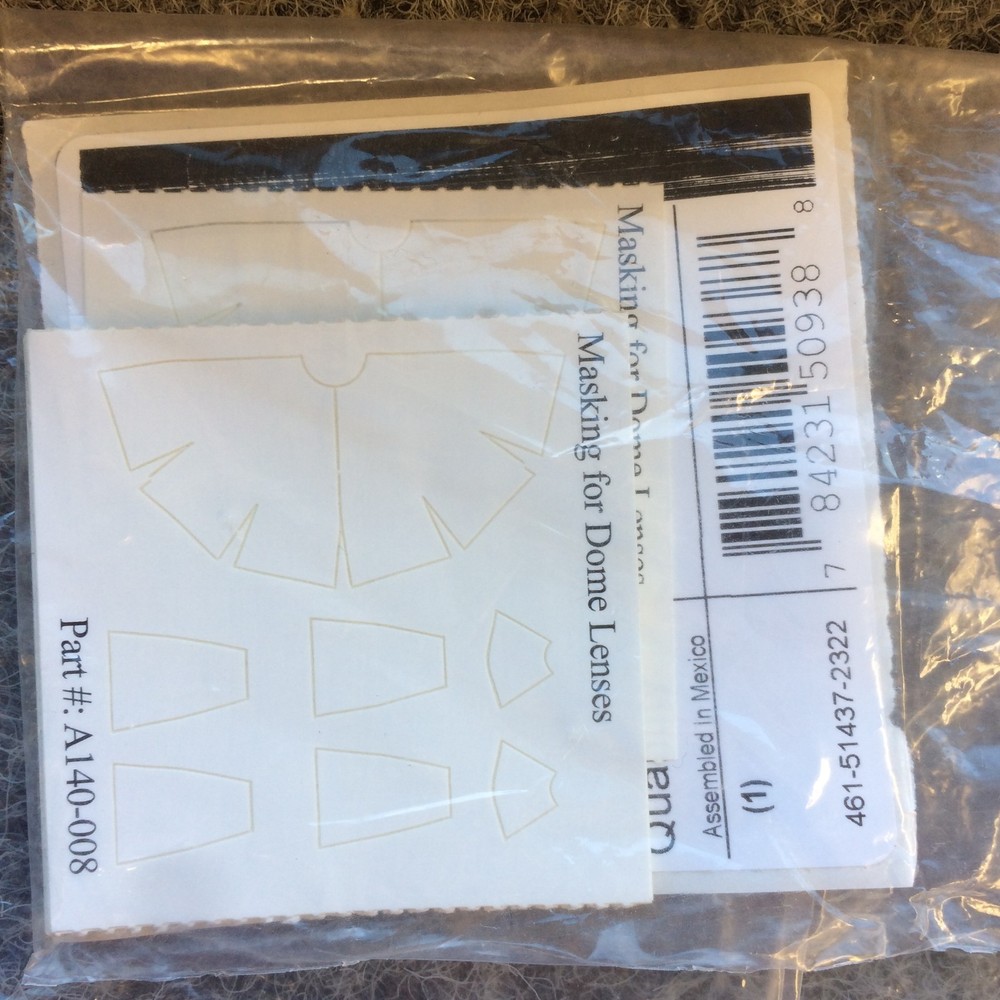 Masking for Dome Lenses
Masking for Dome Lenses
Part #: A140-008
7 84231 50938 8
Assembled in Mexico
(1)
461-51437-2322